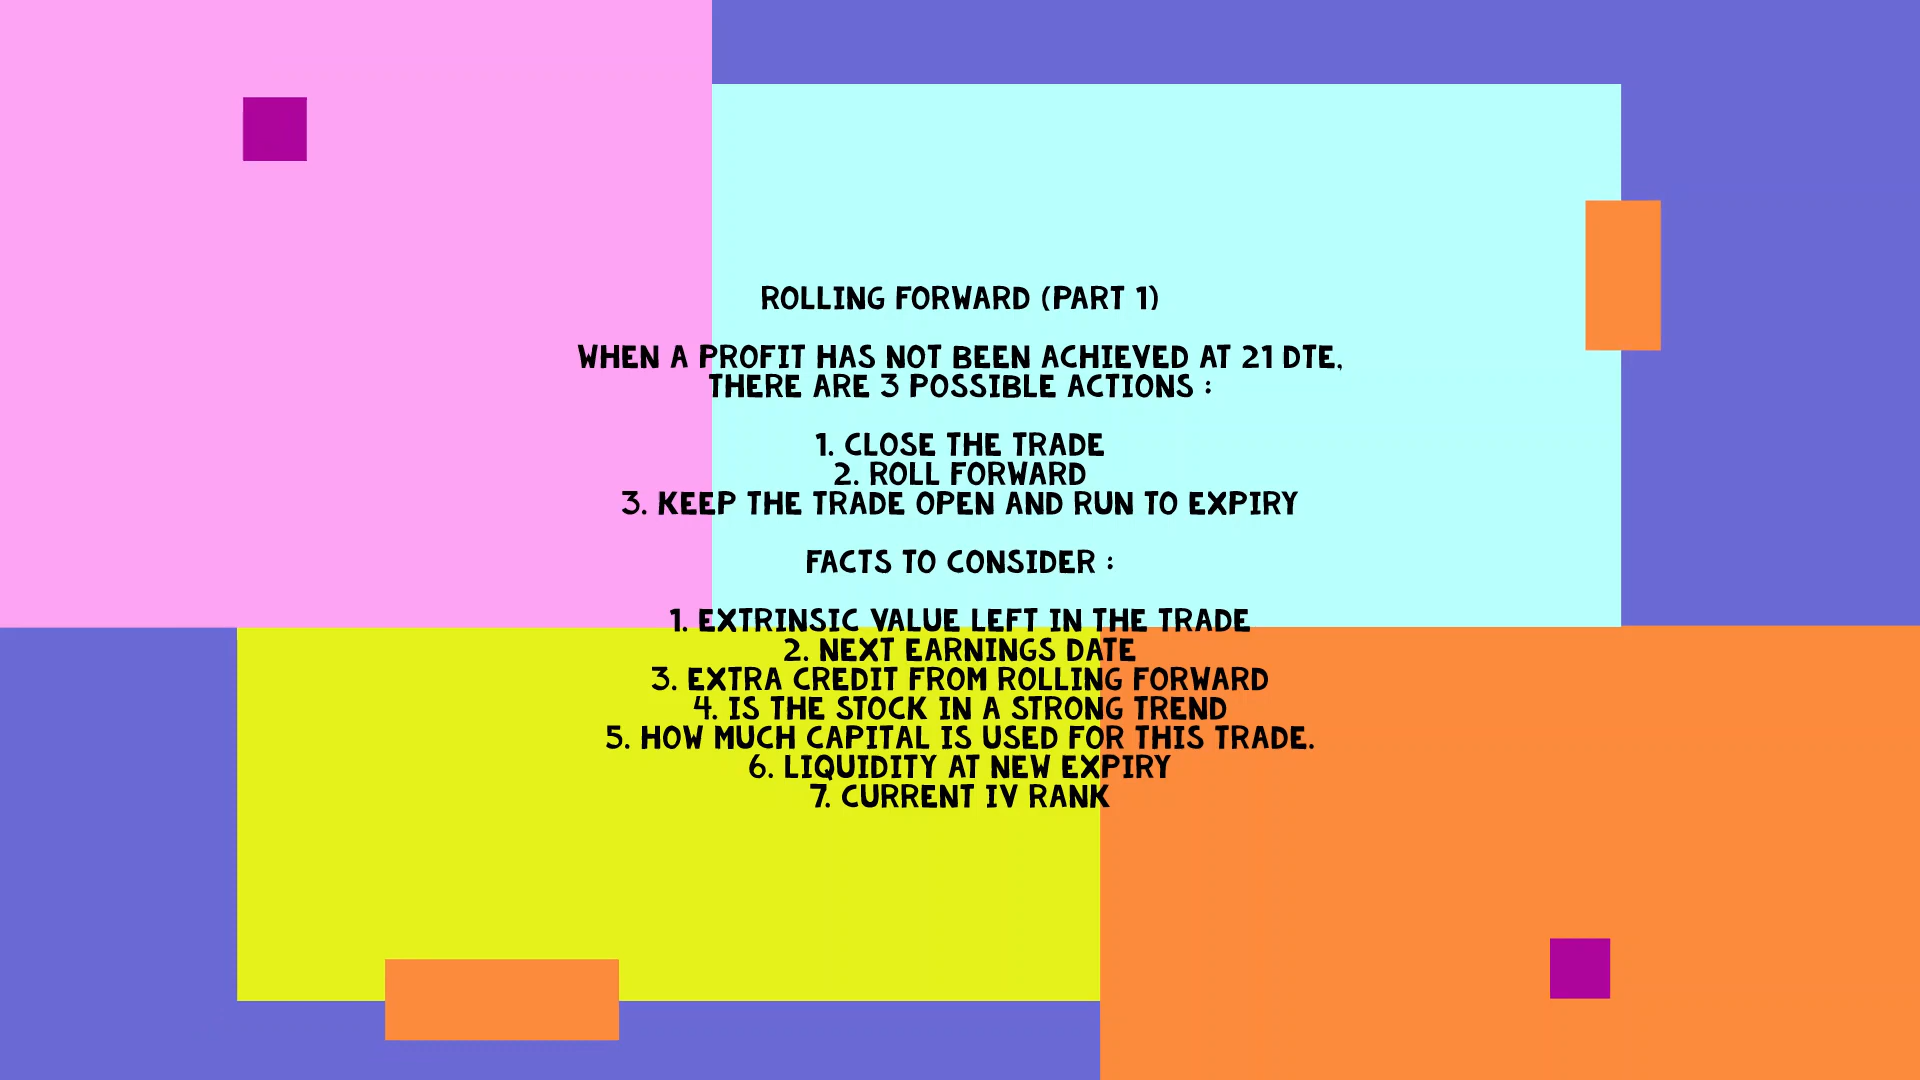 ROLLING FORWARD (PART 1)
WHEN A PROFIT HAS NOT BEEN ACHIEVED AT 21 DTE,
THERE ARE 3 POSSIBLE ACTIONS :
1. CLOSE THE TRADE
2. ROLL FORWARD
3. KEEP THE TRADE OPEN AND RUN TO EXPIRY
FACTS TO CONSIDER :
1. EXTRINSIC VALUE LEFT IN THE TRADE
2. NEXT EARNINGS DATE
3. EXTRA CREDIT FROM ROLLING FORWARD
4. IS THE STOCK IN A STRONG TREND
5. HOW MUCH CAPITAL IS USED FOR THIS TRADE.
6. LIQUIDITY AT NEW EXPIRY
7. CURRENT IV RANK